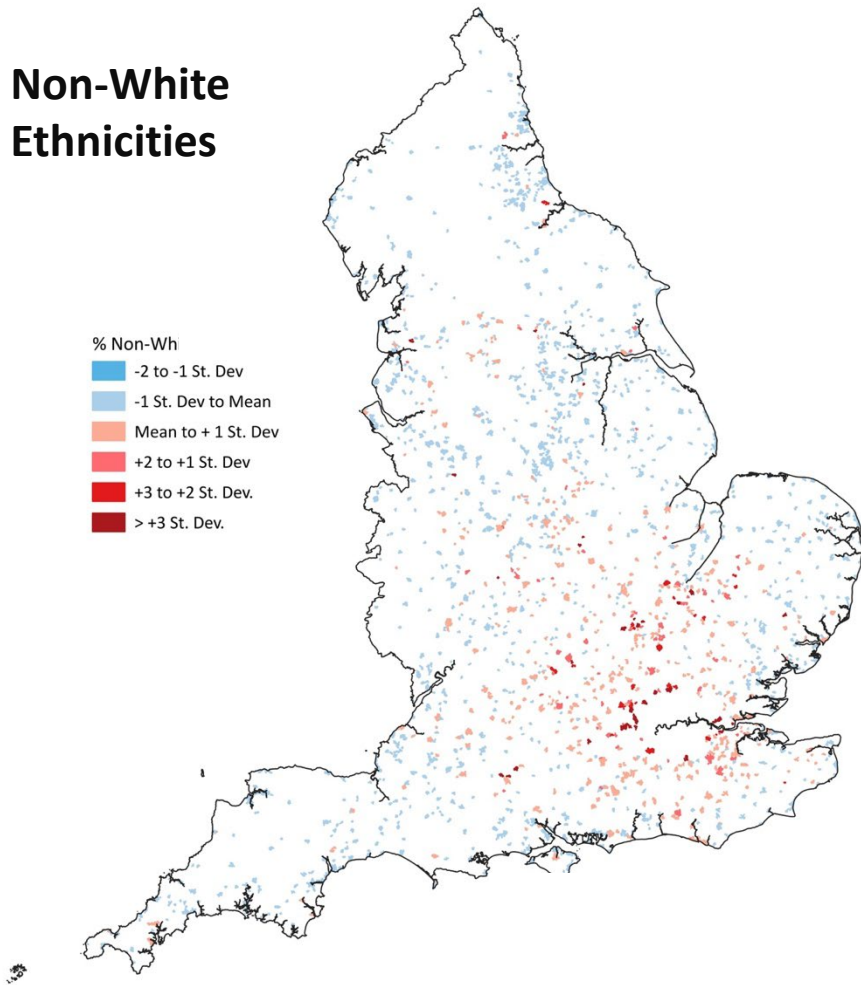 Non-White
Ethnicities
% Non-Wh
-2 to -1 St. Dev
-1 St. Dev to Mean
Mean to + 1 St. Dev
+2 to +1 St. Dev
+3 to +2 St. Dev.
> +3 St. Dev.